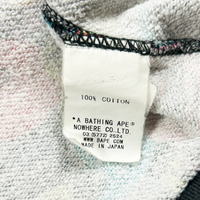 100% COTTON
*A BATHING APE®
NOWHERE CO., LTD.
03(5772)2524
WWW.BAPE.COM
MADE IN JAPAN